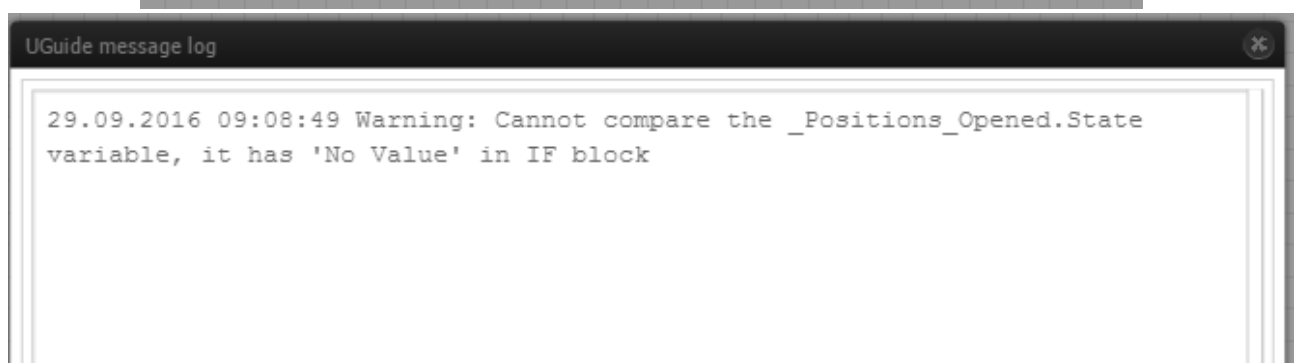 UGuide message log
29.09.2016 09:08:49 Warning: Cannot compare the _Positions_Opened.State
variable, it has 'No Value' in IF block